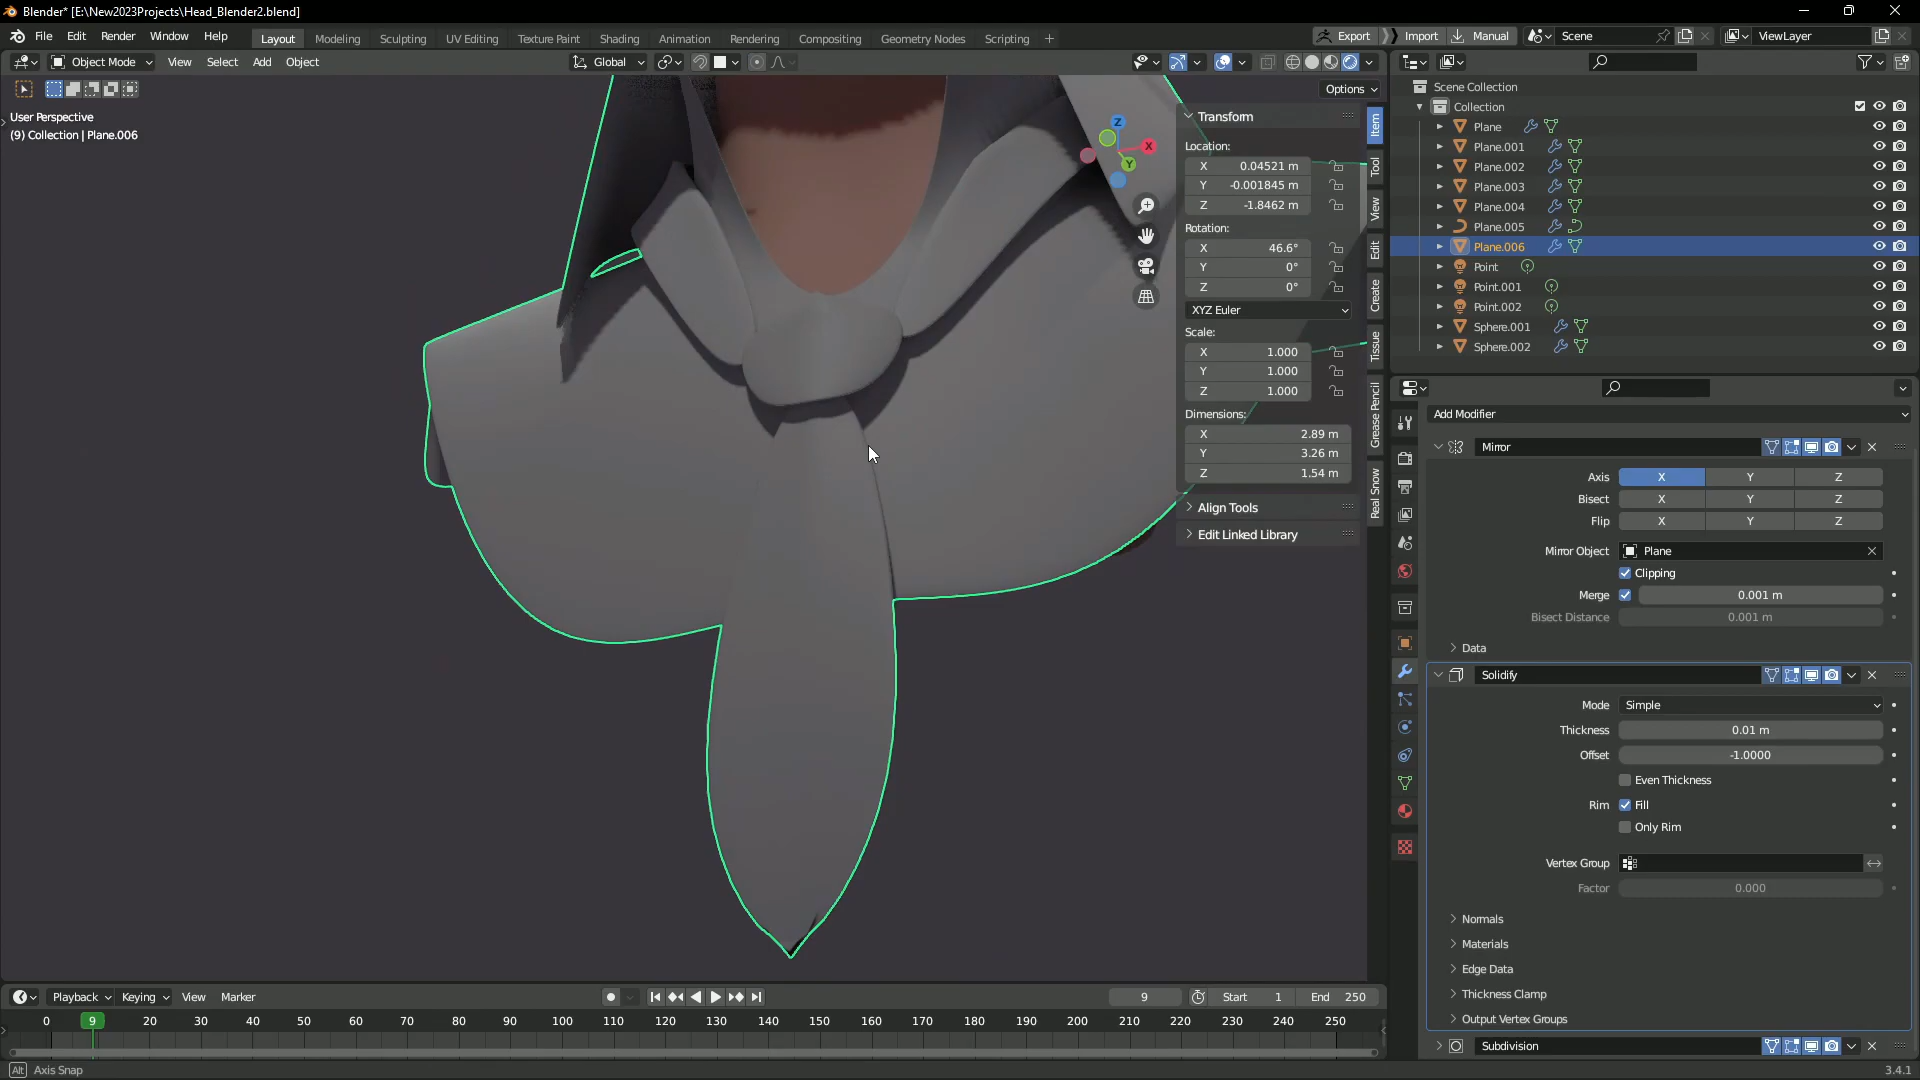 Blender* [E:\New2023Projects\Head_Blender2.blend]
File Edit Render Window Help Layout Modeling Sculpting UV Editing Texture Paint Shading Animation Rendering Compositing Geometry Nodes Scripting + Export Import Manual Scene ViewLayer
Object Mode View Select Add Object Global
Options
User Perspective
(9) Collection | Plane.006
Transform
Location:
X 0.04521 m
Y -0.001845 m
Z -1.8462 m
Rotation:
X 46.6°
Y 0°
Z 0°
XYZ Euler
Scale:
X 1.000
Y 1.000
Z 1.000
Dimensions:
X 2.89 m
Y 3.26 m
Z 1.54 m
Align Tools
Edit Linked Library
Z
X
Y
Item
Tool
View
Edit
Create
Tissue
Grease Pencil
Real Snow
Scene Collection
Collection
Plane
Plane.001
Plane.002
Plane.003
Plane.004
Plane.005
Plane.006
Point
Point.001
Point.002
Sphere.001
Sphere.002
Add Modifier
Mirror
Axis X Y Z
Bisect X Y Z
Flip X Y Z
Mirror Object Plane
Clipping
Merge 0.001 m
Bisect Distance 0.001 m
Data
Solidify
Mode Simple
Thickness 0.01 m
Offset -1.0000
Even Thickness
Rim Fill
Only Rim
Vertex Group
Factor 0.000
Normals
Materials
Edge Data
Thickness Clamp
Output Vertex Groups
Subdivision
Playback Keying View Marker 9 Start 1 End 250
0 9 20 30 40 50 60 70 80 90 100 110 120 130 140 150 160 170 180 190 200 210 220 230 240 250
Alt Axis Snap 3.4.1